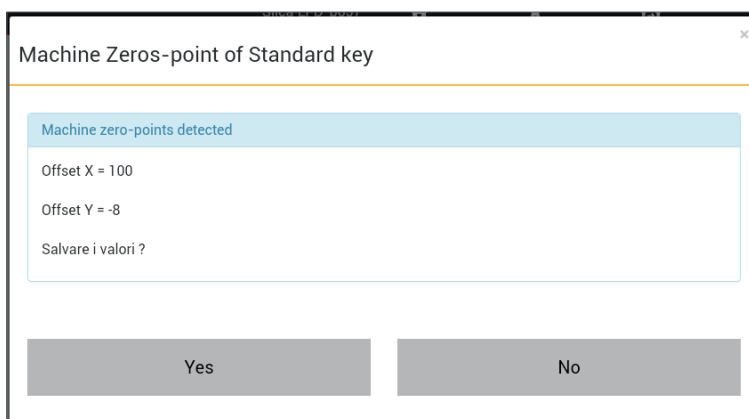 ×
Machine Zeros-point of Standard key
Machine zero-points detected
Offset X = 100
Offset Y = -8
Salvare i valori ?
Yes
No